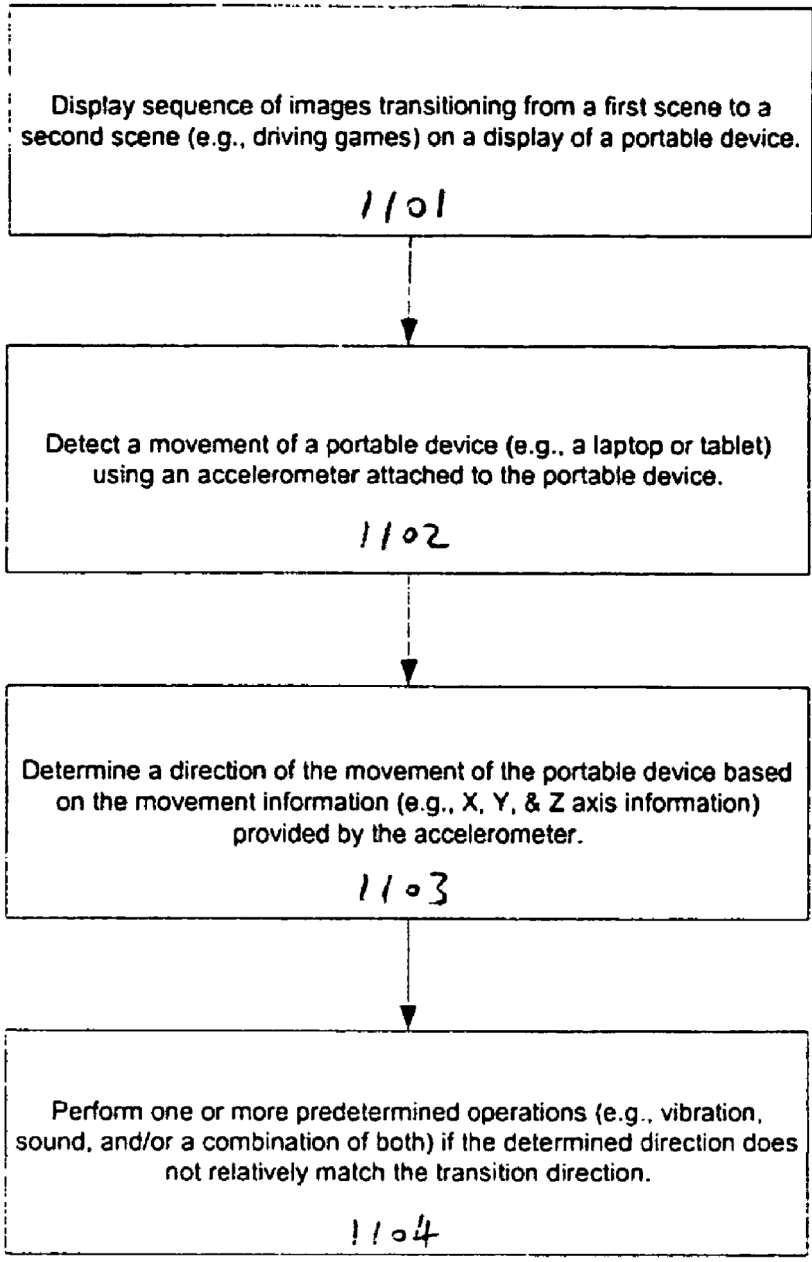 Display sequence of images transitioning from a first scene to a
second scene (e.g., driving games) on a display of a portable device.
1101
Detect a movement of a portable device (e.g., a laptop or tablet)
using an accelerometer attached to the portable device.
1102
Determine a direction of the movement of the portable device based
on the movement information (e.g., X, Y, & Z axis information)
provided by the accelerometer.
1103
Perform one or more predetermined operations (e.g., vibration,
sound, and/or a combination of both) if the determined direction does
not relatively match the transition direction.
1104